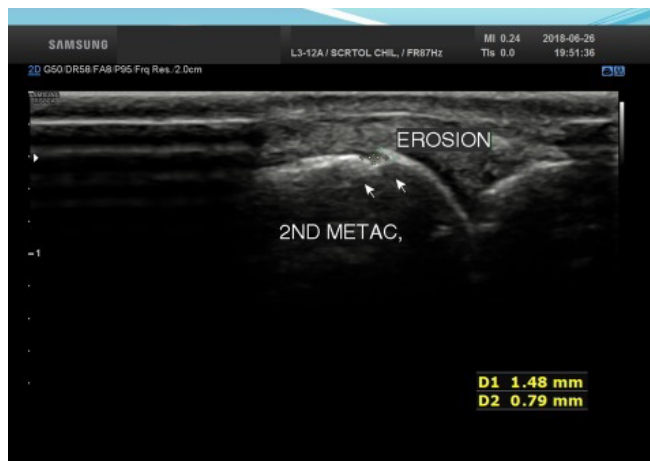 SAMSUNG
L3-12A / SCRTOL CHIL, / FR87Hz
MI 0.24 2018-06-26
TIs 0.0 19:51:36
2D G50/DR58/FA8/P95/Frq Res./2.0cm
SAMSUNG
EROSION
2ND METAC,
1
D1 1.48 mm
D2 0.79 mm